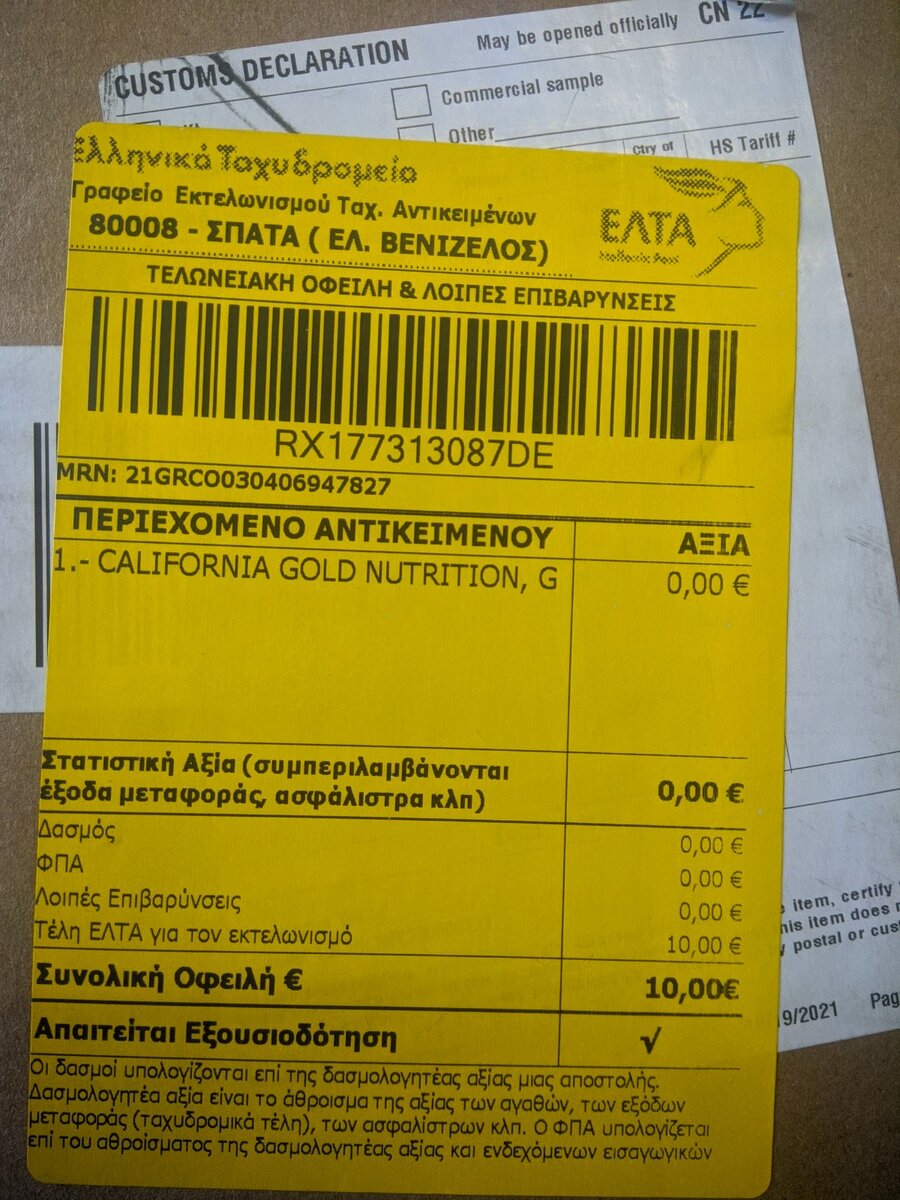 CUSTOMS DECLARATION
May be opened officially
CN 22
Commercial sample
Other
Ctry of
HS Tariff #
Ελληνικά Ταχυδρομεία
Γραφείο Εκτελωνισμού Ταχ. Αντικειμένων
80008 - ΣΠΑΤΑ ( ΕΛ. ΒΕΝΙΖΕΛΟΣ)
ΕΛΤΑ
Hellenic Post
ΤΕΛΩΝΕΙΑΚΗ ΟΦΕΙΛΗ & ΛΟΙΠΕΣ ΕΠΙΒΑΡΥΝΣΕΙΣ
RX177313087DE
MRN: 21GRCO030406947827
ΠΕΡΙΕΧΟΜΕΝΟ ΑΝΤΙΚΕΙΜΕΝΟΥ ΑΞΙΑ
1.- CALIFORNIA GOLD NUTRITION, G 0,00 €
Στατιστική Αξία (συμπεριλαμβάνονται
έξοδα μεταφοράς, ασφάλιστρα κλπ) 0,00 €
Δασμός 0,00 €
ΦΠΑ 0,00 €
Λοιπές Επιβαρύνσεις 0,00 €
Τέλη ΕΛΤΑ για τον εκτελωνισμό 10,00 €
Συνολική Οφειλή € 10,00€
Απαιτείται Εξουσιοδότηση √
Οι δασμοί υπολογίζονται επί της δασμολογητέας αξίας μιας αποστολής.
Δασμολογητέα αξία είναι το άθροισμα της αξίας των αγαθών, των εξόδων
μεταφοράς (ταχυδρομικά τέλη), των ασφαλίστρων κλπ. Ο ΦΠΑ υπολογίζεται
επί του αθροίσματος της δασμολογητέας αξίας και ενδεχόμενων εισαγωγικών
item, certify
this item does
postal or
9/2021